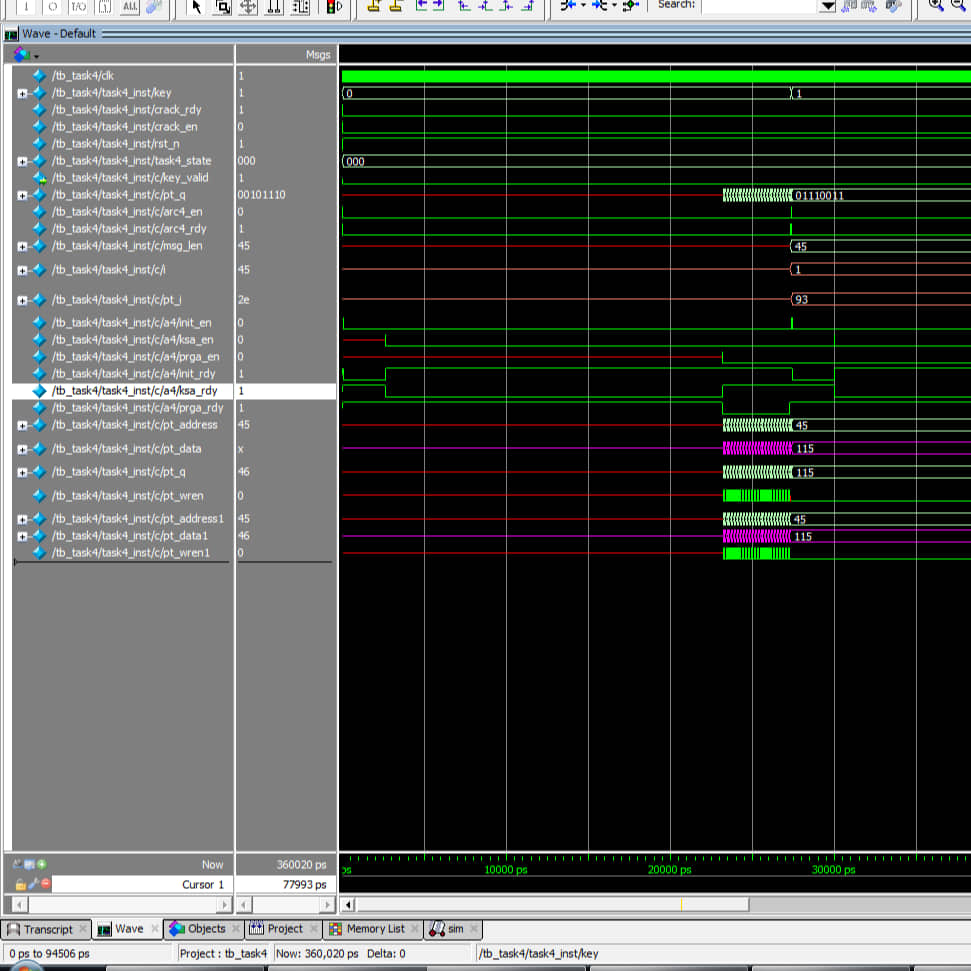 ALL
Search:
Wave - Default
Msgs
/tb_task4/clk 1
/tb_task4/task4_inst/key 1 0 1
/tb_task4/task4_inst/crack_rdy 1
/tb_task4/task4_inst/crack_en 0
/tb_task4/task4_inst/rst_n 1
/tb_task4/task4_inst/task4_state 000 000
/tb_task4/task4_inst/c/key_valid 1
/tb_task4/task4_inst/c/pt_q 00101110 01110011
/tb_task4/task4_inst/c/arc4_en 0
/tb_task4/task4_inst/c/arc4_rdy 1
/tb_task4/task4_inst/c/msg_len 45 45
/tb_task4/task4_inst/c/i 45 1
/tb_task4/task4_inst/c/pt_i 2e 93
/tb_task4/task4_inst/c/a4/init_en 0
/tb_task4/task4_inst/c/a4/ksa_en 0
/tb_task4/task4_inst/c/a4/prga_en 0
/tb_task4/task4_inst/c/a4/init_rdy 1
/tb_task4/task4_inst/c/a4/ksa_rdy 1
/tb_task4/task4_inst/c/a4/prga_rdy 1
/tb_task4/task4_inst/c/pt_address 45 45
/tb_task4/task4_inst/c/pt_data x 115
/tb_task4/task4_inst/c/pt_q 46 115
/tb_task4/task4_inst/c/pt_wren 0
/tb_task4/task4_inst/c/pt_address1 45 45
/tb_task4/task4_inst/c/pt_data1 46 115
/tb_task4/task4_inst/c/pt_wren1 0
Now 360020 ps ps 10000 ps 20000 ps 30000 ps
Cursor 1 77993 ps
Transcript Wave Objects Project Memory List sim
0 ps to 94506 ps Project : tb_task4 Now: 360,020 ps Delta: 0 /tb_task4/task4_inst/key